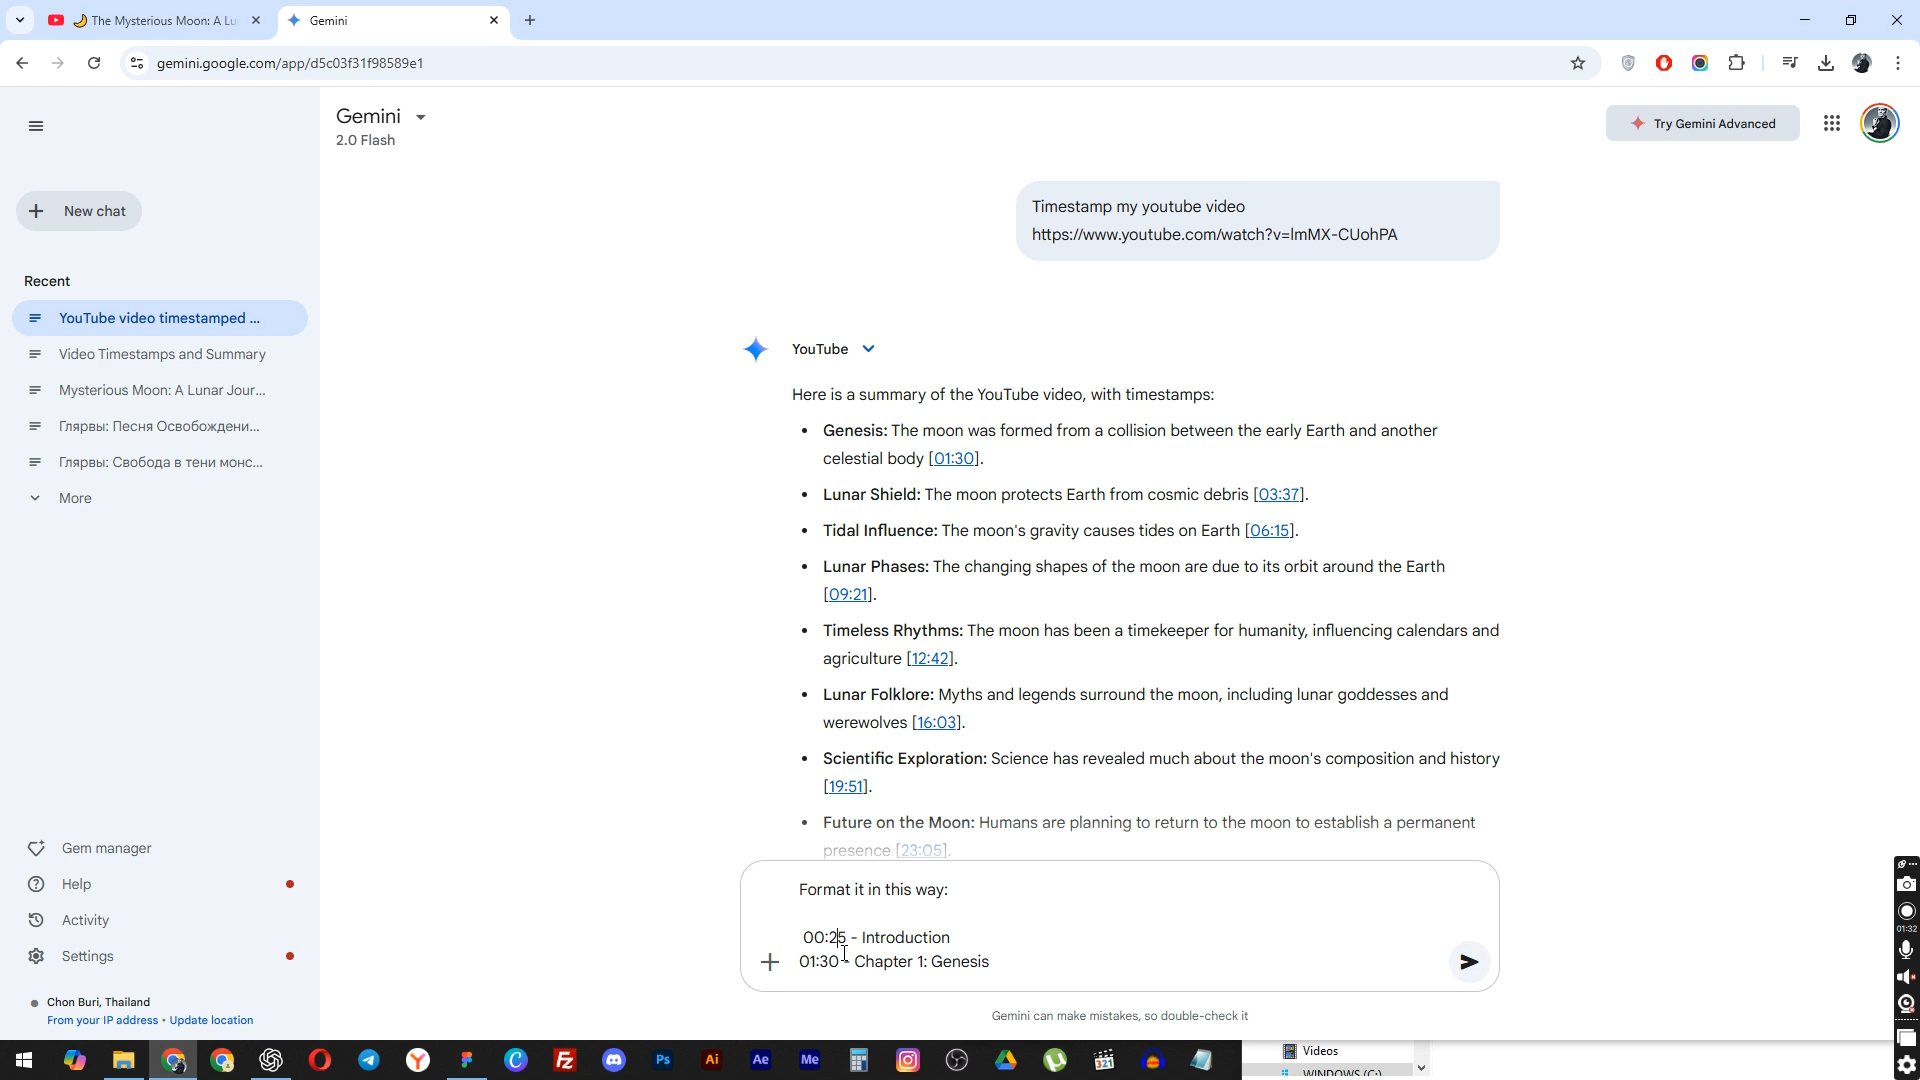 🌙 The Mysterious Moon: A Lu
Gemini
gemini.google.com/app/d5c03f31f98589e1
Gemini
2.0 Flash
Try Gemini Advanced
New chat
Timestamp my youtube video
https://www.youtube.com/watch?v=lmMX-CUohPA
Recent
YouTube video timestamped ...
Video Timestamps and Summary
Mysterious Moon: A Lunar Jour...
Глярвы: Песня Освобождени...
Глярвы: Свобода в тени монс...
More
YouTube
Here is a summary of the YouTube video, with timestamps:
• Genesis: The moon was formed from a collision between the early Earth and another
celestial body [01:30].
• Lunar Shield: The moon protects Earth from cosmic debris [03:37].
• Tidal Influence: The moon's gravity causes tides on Earth [06:15].
• Lunar Phases: The changing shapes of the moon are due to its orbit around the Earth
[09:21].
• Timeless Rhythms: The moon has been a timekeeper for humanity, influencing calendars and
agriculture [12:42].
• Lunar Folklore: Myths and legends surround the moon, including lunar goddesses and
werewolves [16:03].
• Scientific Exploration: Science has revealed much about the moon's composition and history
[19:51].
• Future on the Moon: Humans are planning to return to the moon to establish a permanent
presence [23:05].
Format it in this way:
00:25 - Introduction
01:30 - Chapter 1: Genesis
Gemini can make mistakes, so double-check it
Gem manager
Help
Activity
Settings
Chon Buri, Thailand
From your IP address • Update location
01:32
Ps
Ai
Ae
Me
321
Videos
WINDOWS (C:)